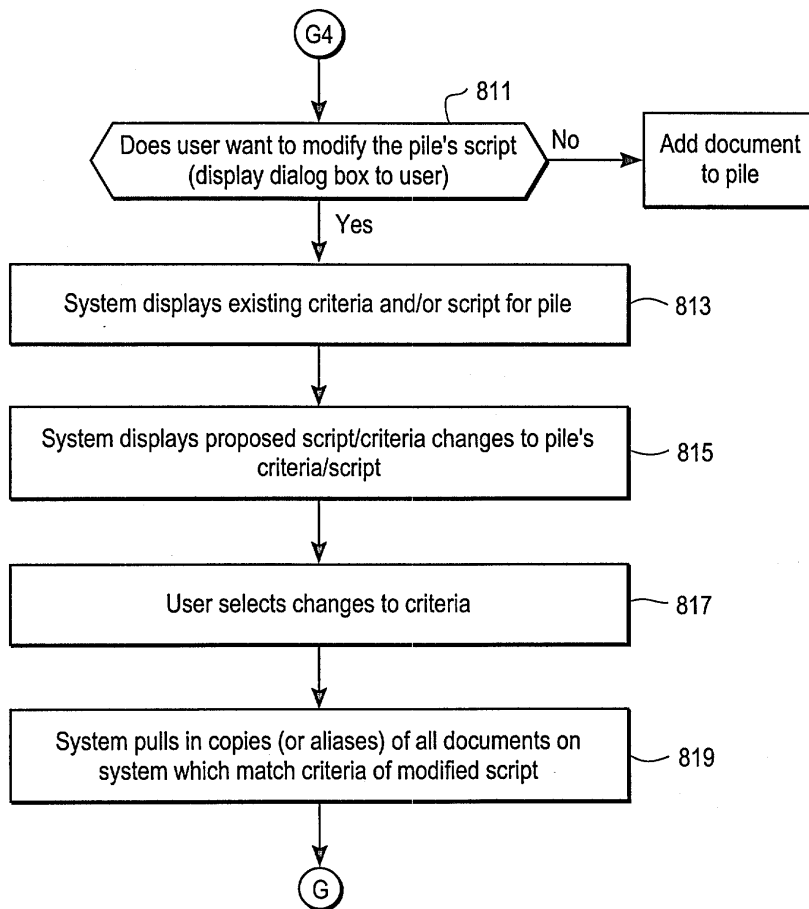 G4
811
Does user want to modify the pile's script
(display dialog box to user)
No
Add document
to pile
Yes
System displays existing criteria and/or script for pile
813
System displays proposed script/criteria changes to pile's
criteria/script
815
User selects changes to criteria
817
System pulls in copies (or aliases) of all documents on
system which match criteria of modified script
819
G